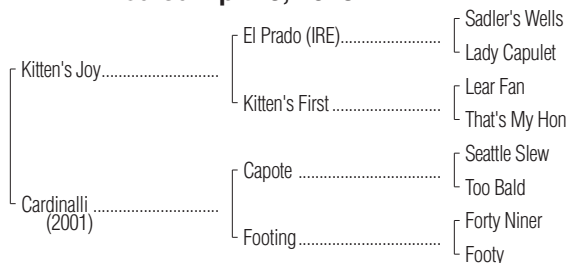 Sadler's Wells
El Prado (IRE)
Lady Capulet
Kitten's Joy
Lear Fan
Kitten's First
That's My Hon
Seattle Slew
Capote
Too Bald
Cardinalli
(2001)
Forty Niner
Footing
Footy